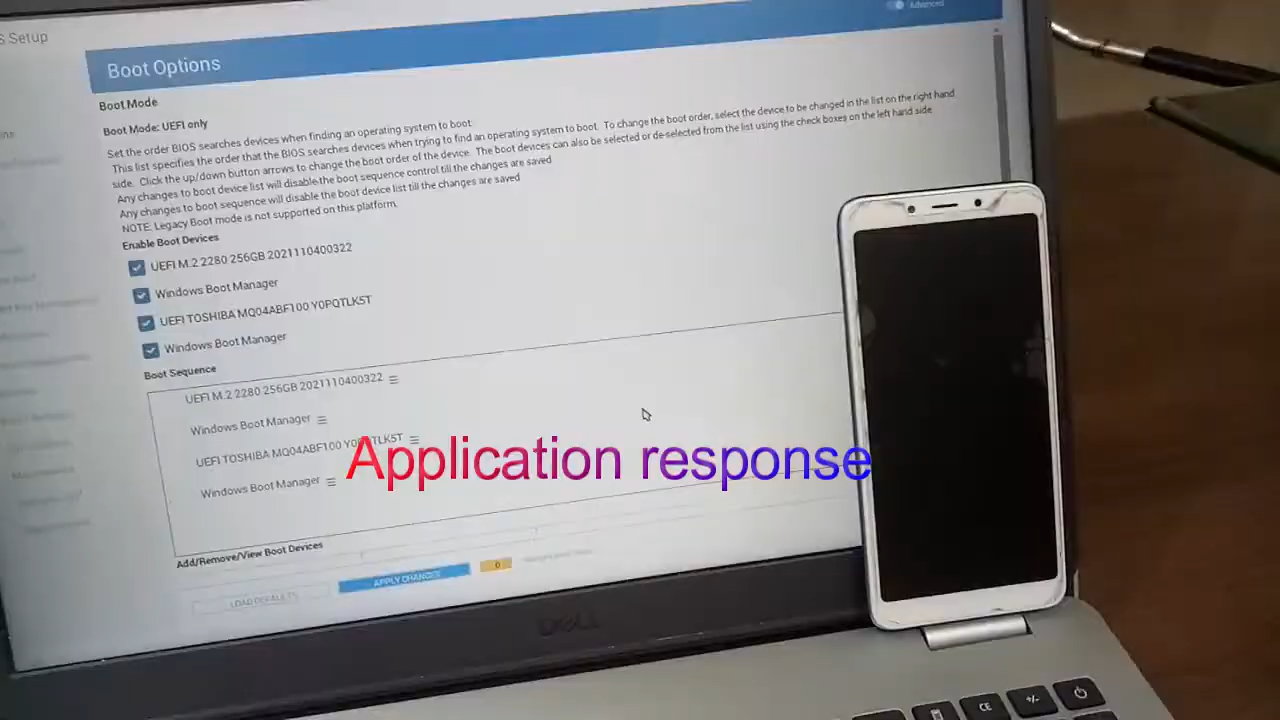 S Setup
Advanced
Boot Options
Boot Mode
Boot Mode: UEFI only
Set the order BIOS searches devices when finding an operating system to boot.
This list specifies the order that the BIOS searches devices when trying to find an operating system to boot. To change the boot order, select the device to be changed in the list on the right hand
side. Click the up/down button arrows to change the boot order of the device. The boot devices can also be selected or de-selected from the list using the check boxes on the left hand side.
Any changes to boot device list will disable the boot sequence control till the changes are saved
Any changes to boot sequence will disable the boot device list till the changes are saved
NOTE: Legacy Boot mode is not supported on this platform.
Enable Boot Devices
UEFI M.2 2280 256GB 2021110400322
Windows Boot Manager
UEFI TOSHIBA MQ04ABF100 Y0PQTLK5T
Windows Boot Manager
Boot Sequence
UEFI M.2 2280 256GB 2021110400322
Windows Boot Manager
UEFI TOSHIBA MQ04ABF100 Y0PQTLK5T
Windows Boot Manager
Application response
Add/Remove/View Boot Devices
LOAD DEFAULTS
APPLY CHANGES
0
DELL
CE
+/-